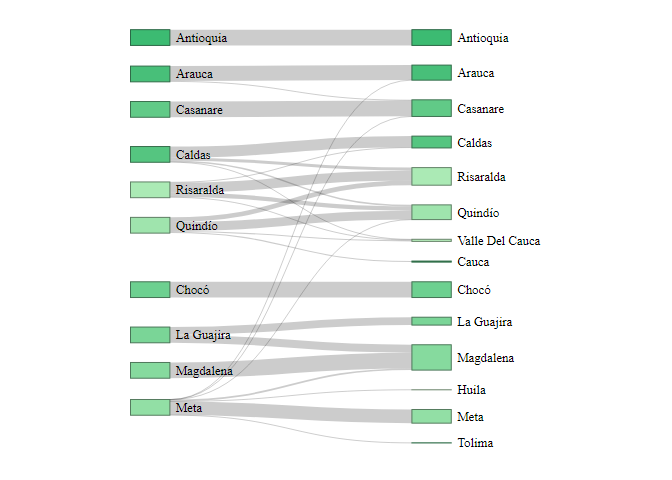 Antioquia
Arauca
Casanare
Caldas
Risaralda
Quindío
Chocó
La Guajira
Magdalena
Meta
Antioquia
Arauca
Casanare
Caldas
Risaralda
Quindío
Valle Del Cauca
Cauca
Chocó
La Guajira
Magdalena
Huila
Meta
Tolima